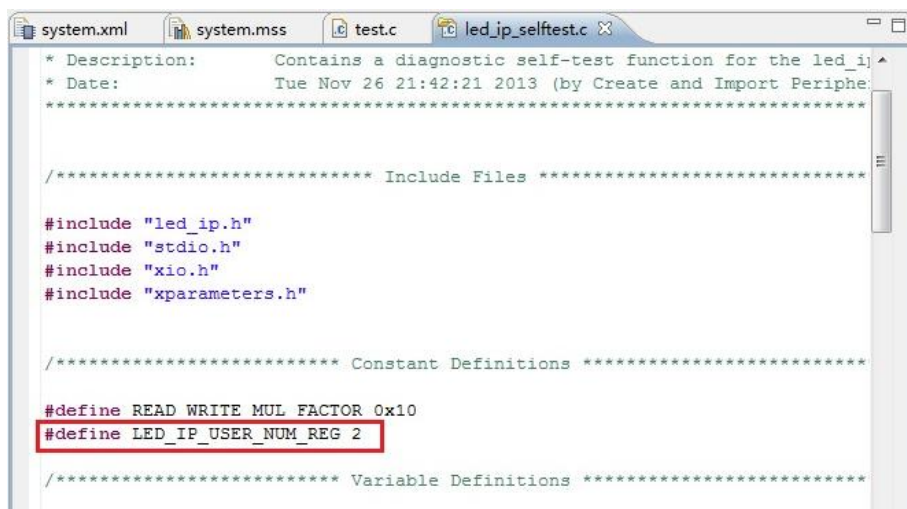 system.xml system.mss test.c led_ip_selftest.c
* Description: Contains a diagnostic self-test function for the
* Date: Tue Nov 26 21:42:21 2013 (by Create and Import
******************************************************************************
/***************************** Include Files ******************************
#include "led_ip.h"
#include "stdio.h"
#include "xio.h"
#include "xparameters.h"
/************************** Constant Definitions **************************
#define READ_WRITE_MUL_FACTOR 0x10
#define LED_IP_USER_NUM_REG 2
/************************** Variable Definitions **************************